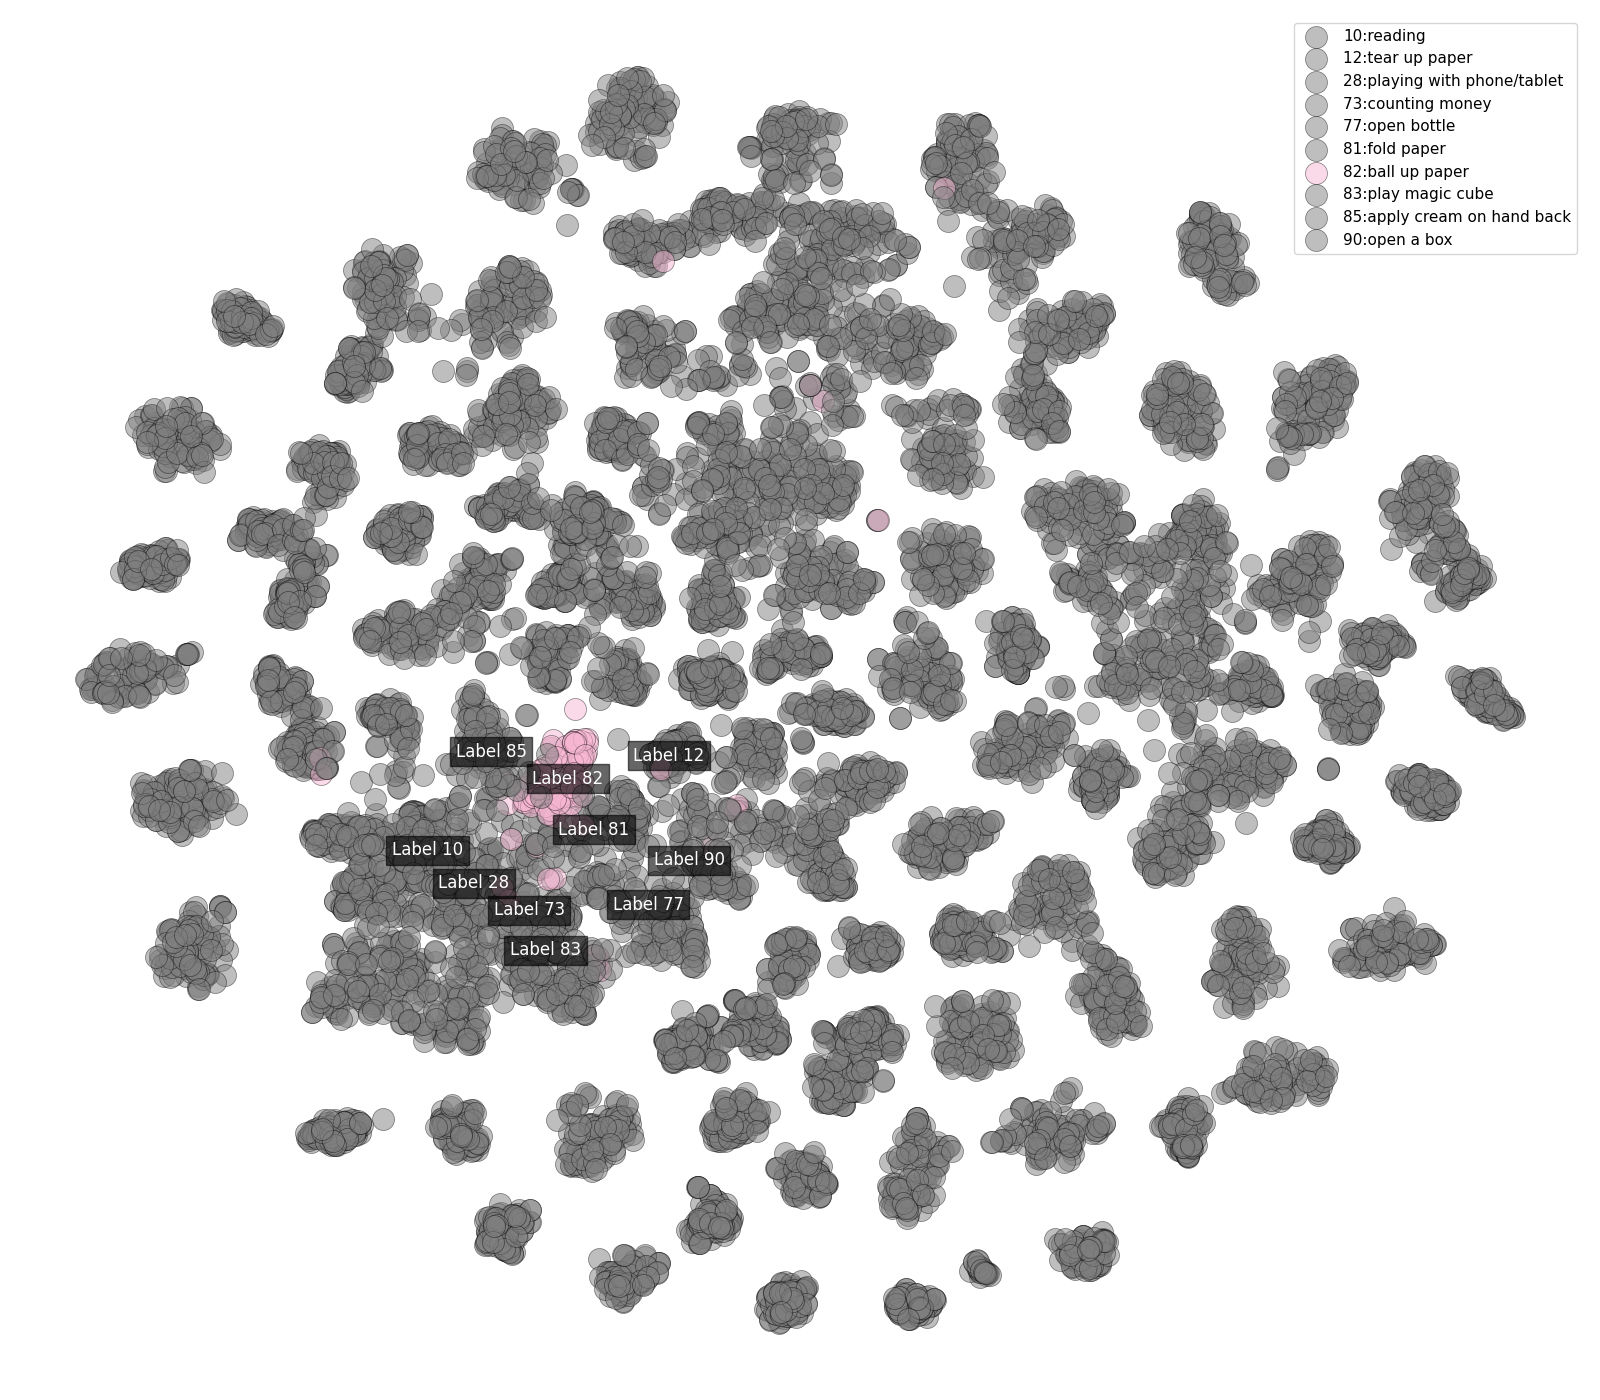 10:reading
12:tear up paper
28:playing with phone/tablet
73:counting money
77:open bottle
81:fold paper
82:ball up paper
83:play magic cube
85:apply cream on hand back
90:open a box
Label 85
Label 12
Label 82
Label 81
Label 10
Label 90
Label 28
Label 77
Label 73
Label 83